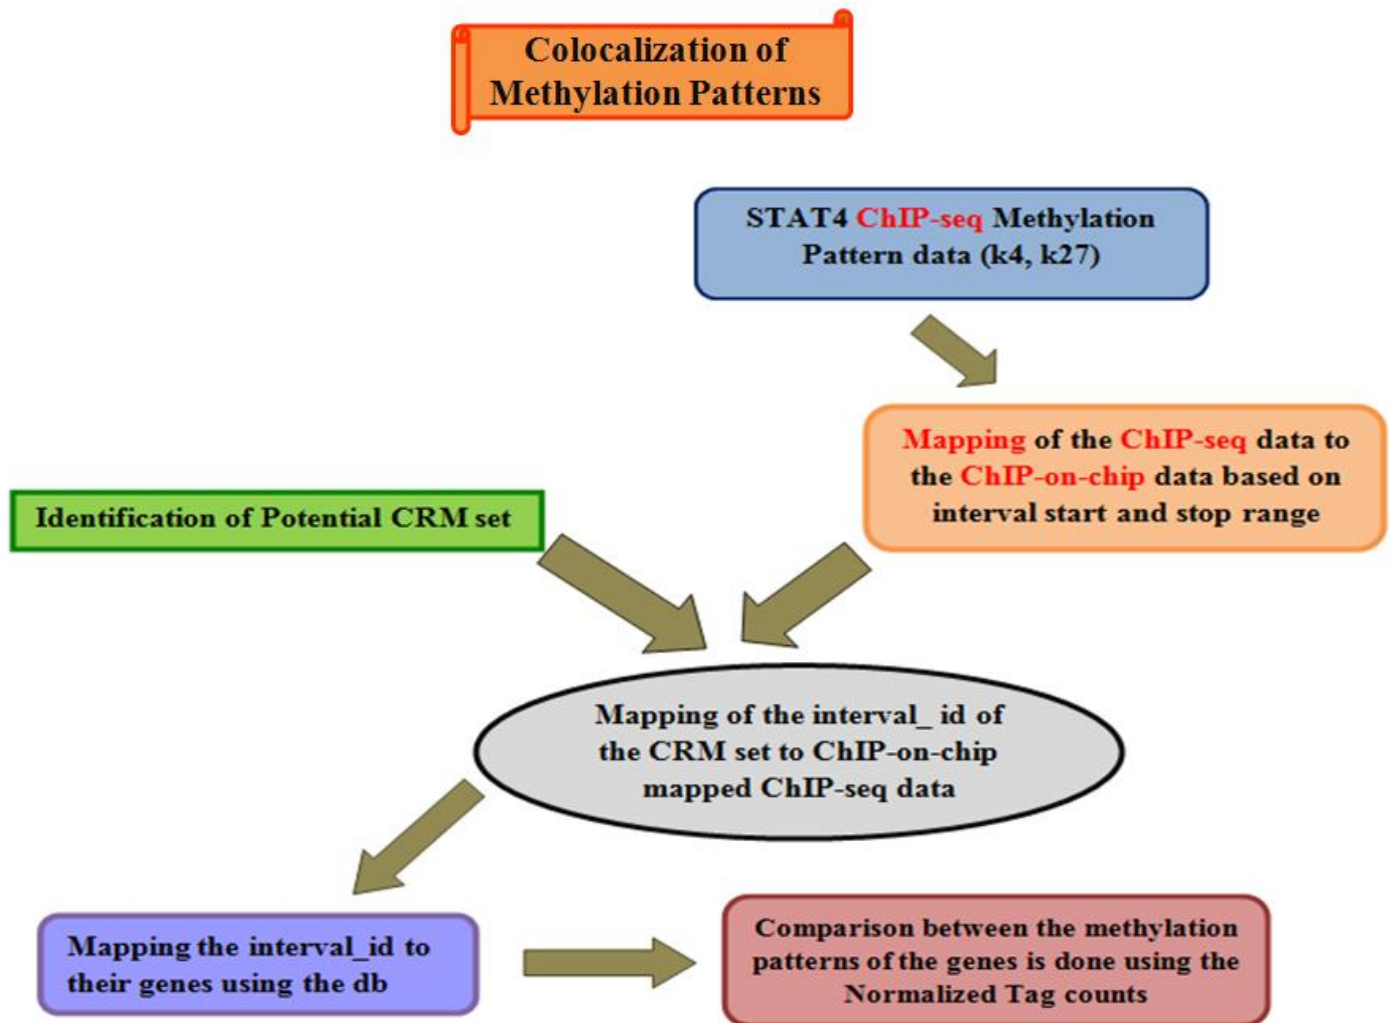 Colocalization of
Methylation Patterns
STAT4 ChIP-seq Methylation
Pattern data (k4, k27)
Mapping of the ChIP-seq data to
the ChIP-on-chip data based on
interval start and stop range
Identification of Potential CRM set
Mapping of the interval_ id of
the CRM set to ChIP-on-chip
mapped ChIP-seq data
Mapping the interval_id to
their genes using the db
Comparison between the methylation
patterns of the genes is done using the
Normalized Tag counts